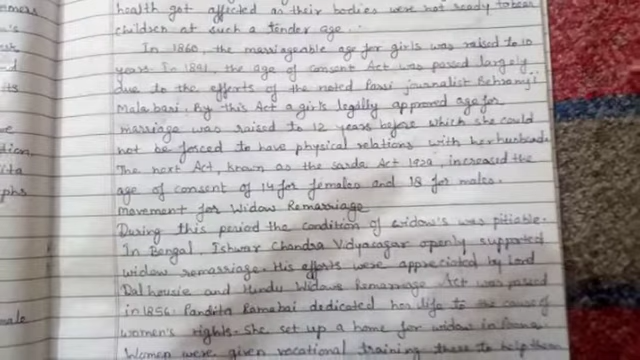 mmers
health got affected as their bodies were not ready to bear
children at such a tender age.
In 1860, the marriageable age for girls was raised to 10
years. In 1891, the age of consent Act was passed largely
due to the efforts of the noted Parsi journalist Behramji
Malabari. By this Act a girls legally approved age for
marriage was raised to 12 years before which she could
not be forced to have physical relations with her husband.
The next Act, known as the sarda Act 1929, increased the
age of consent of 14 for females and 18 for males.
Movement for Widow Remarriage
During this period the condition of widow's was pitiable.
In Bengal, Ishwar Chandra Vidyasagar openly supported
widow remarriage. His efforts were appreciated by Lord
Dalhousie and Hindu Widows Remarriage Act was passed
in 1856. Pandita Ramabai dedicated her life to the cause of
women's rights. She set up a home for widow in Poona.
Women were given vocational training there to help them